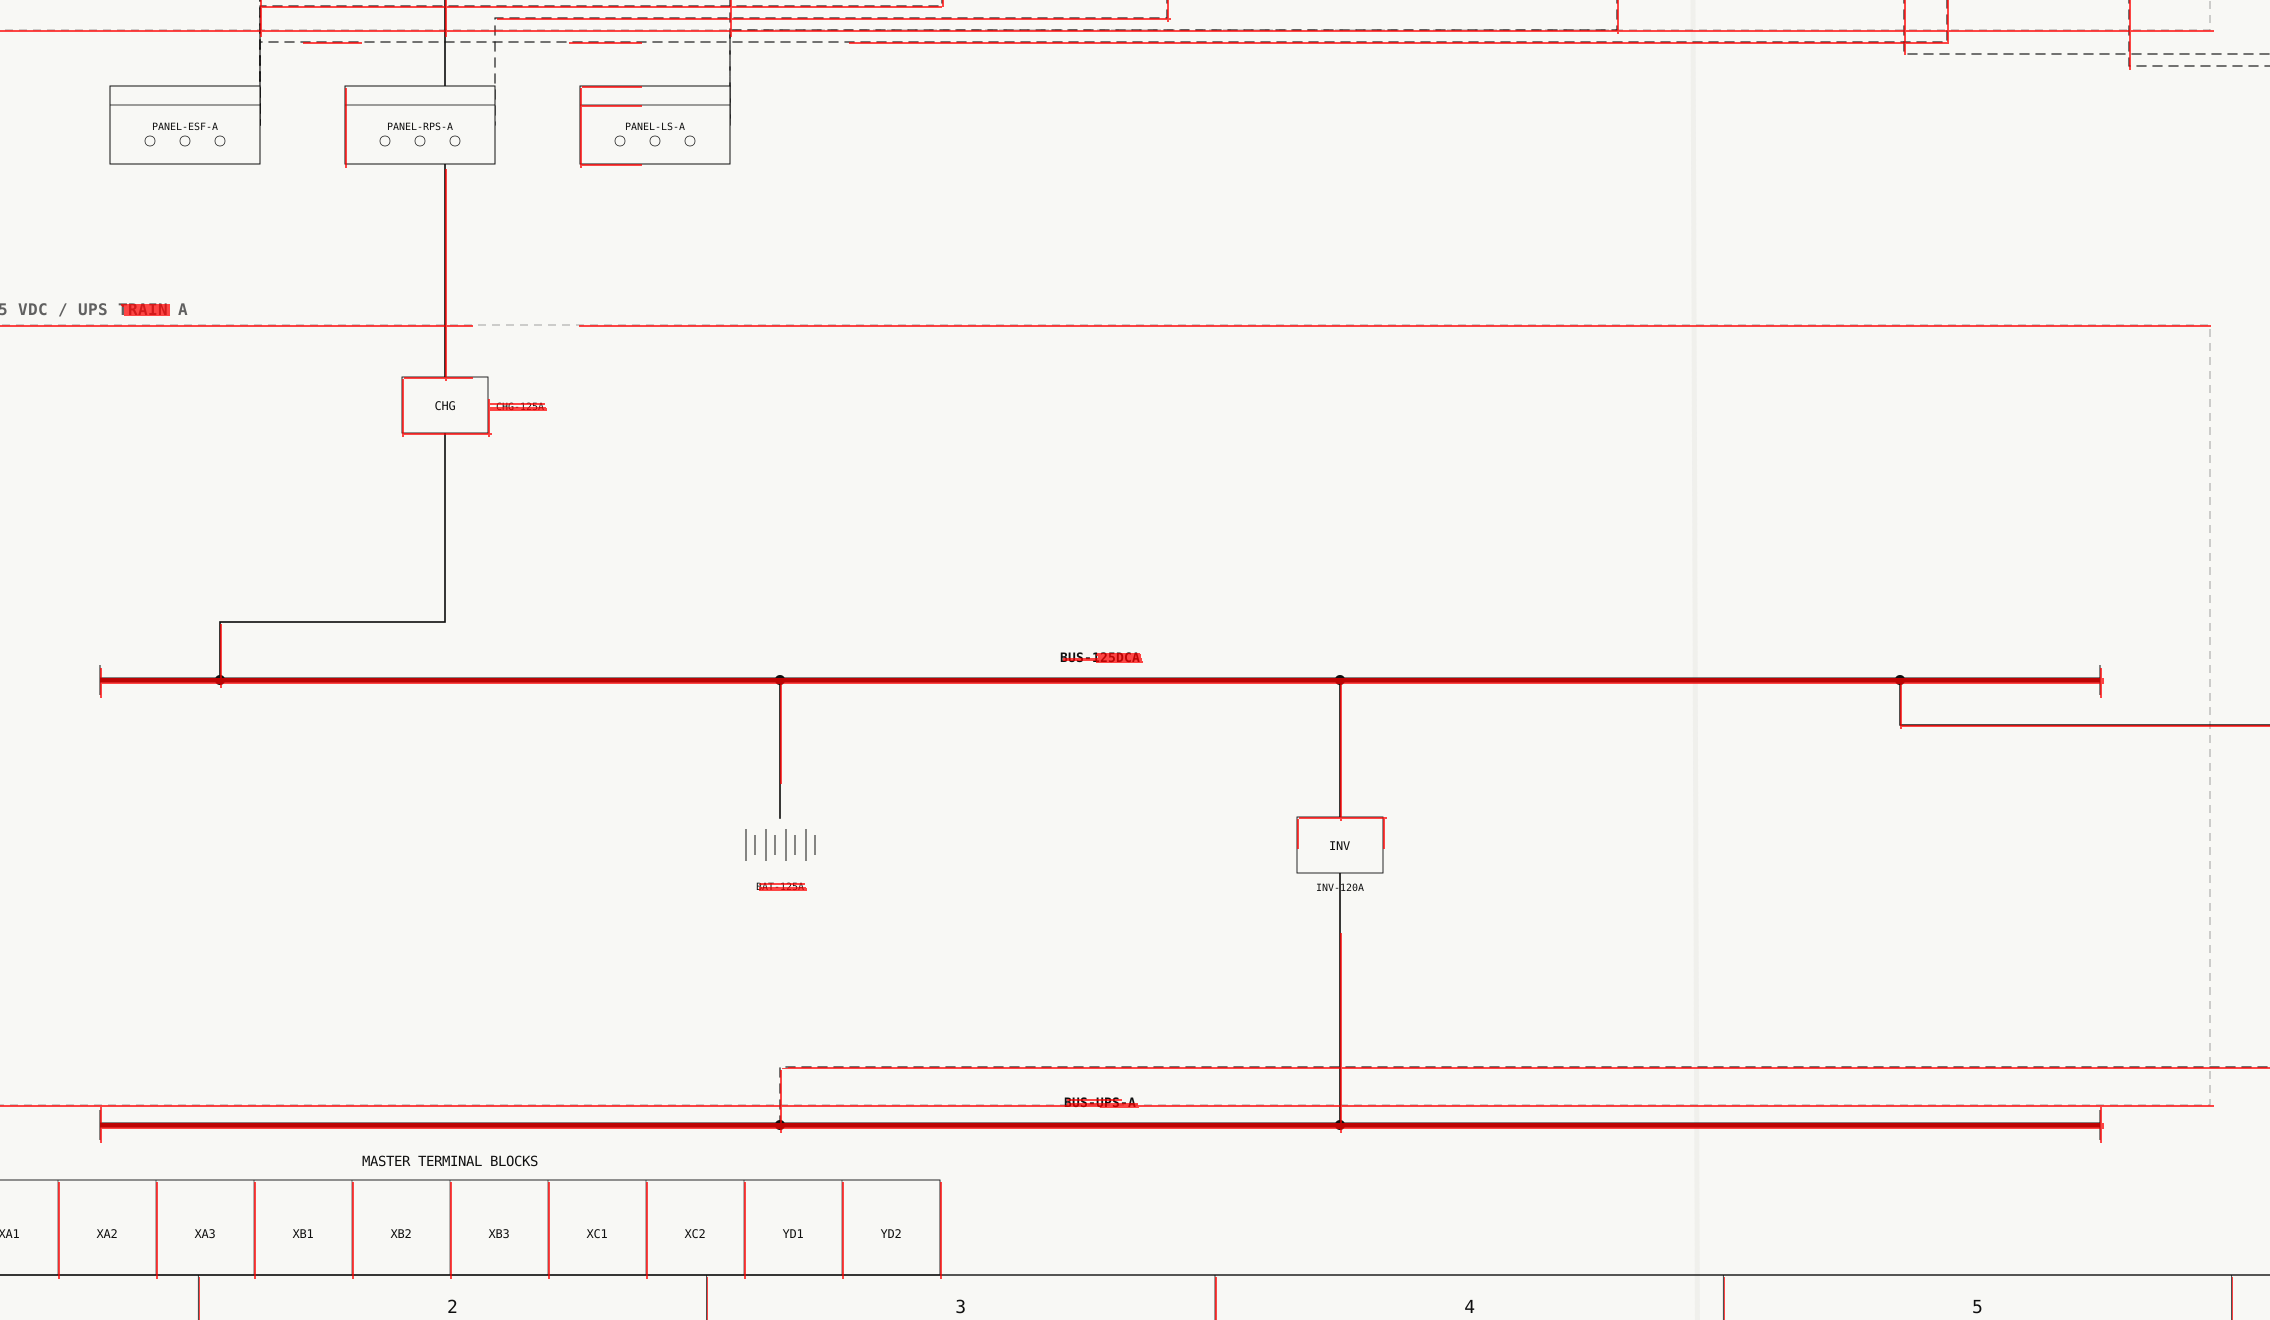 PANEL-ESF-A
PANEL-RPS-A
PANEL-LS-A
5 VDC / UPS TRAIN A
CHG
CHG-125A
BUS-125DCA
INV
BAT-125A
INV-120A
BUS-UPS-A
MASTER TERMINAL BLOCKS
XA1
XA2
XA3
XB1
XB2
XB3
XC1
XC2
YD1
YD2
2
3
4
5